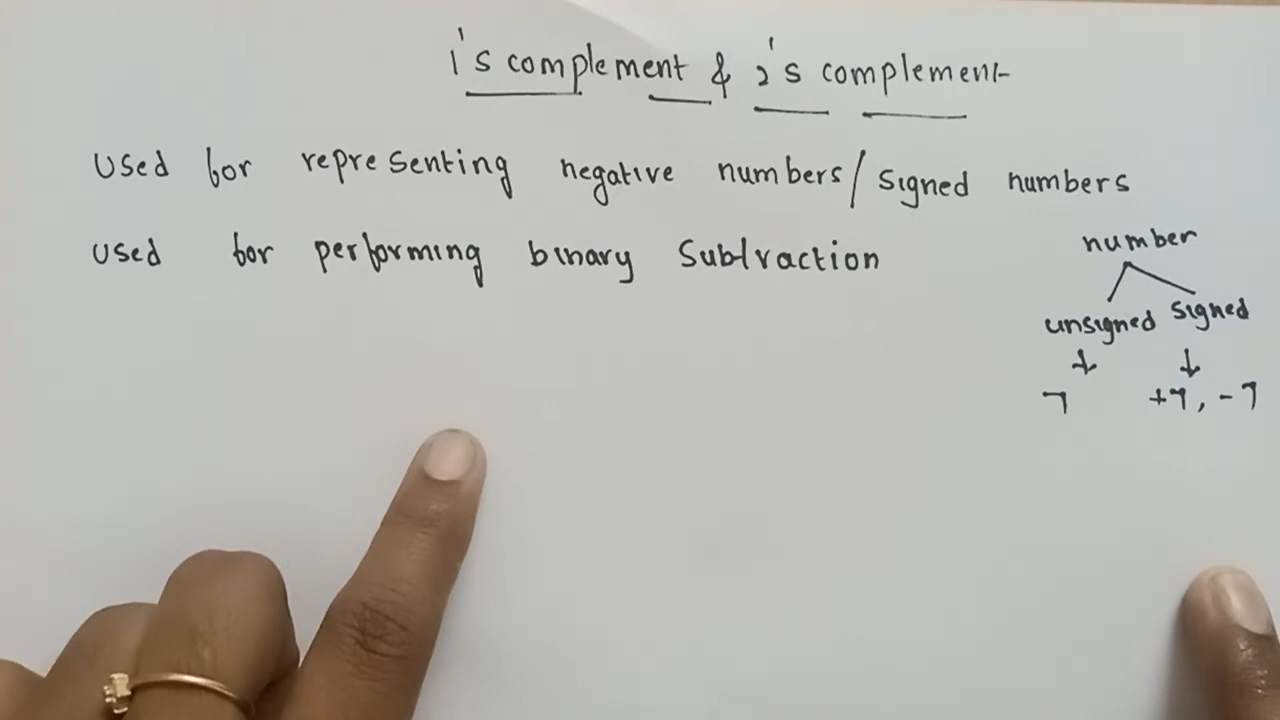 1's complement & 2's complement
Used for representing negative numbers/signed numbers
used for performing binary Subtraction
number
unsigned signed
7 +7, -7